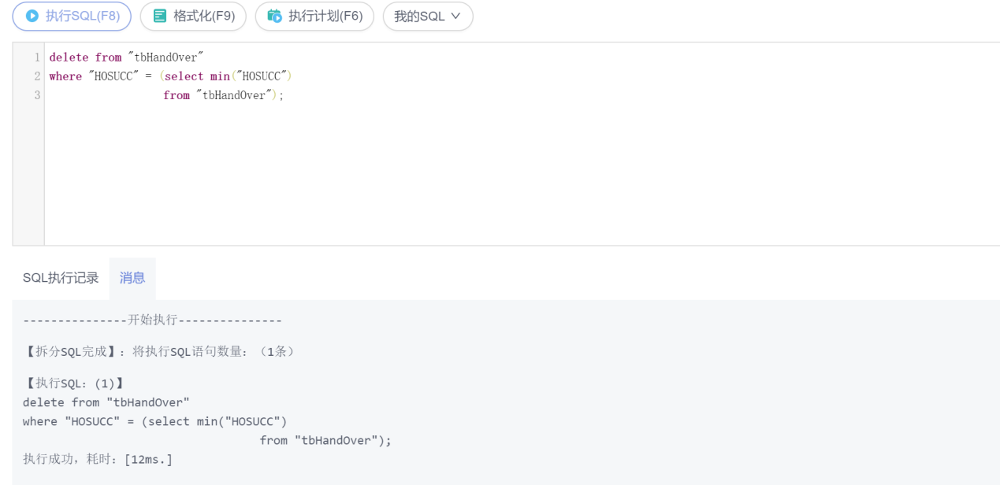 执行SQL(F8) 格式化(F9) 执行计划(F6) 我的SQL
1 delete from "tbHandOver"
2 where "HOSUCC" = (select min("HOSUCC")
3 from "tbHandOver");
SQL执行记录 消息
---------------开始执行---------------
【拆分SQL完成】：将执行SQL语句数量：（1条）
【执行SQL：(1)】
delete from "tbHandOver"
where "HOSUCC" = (select min("HOSUCC")
from "tbHandOver");
执行成功，耗时：[12ms.]